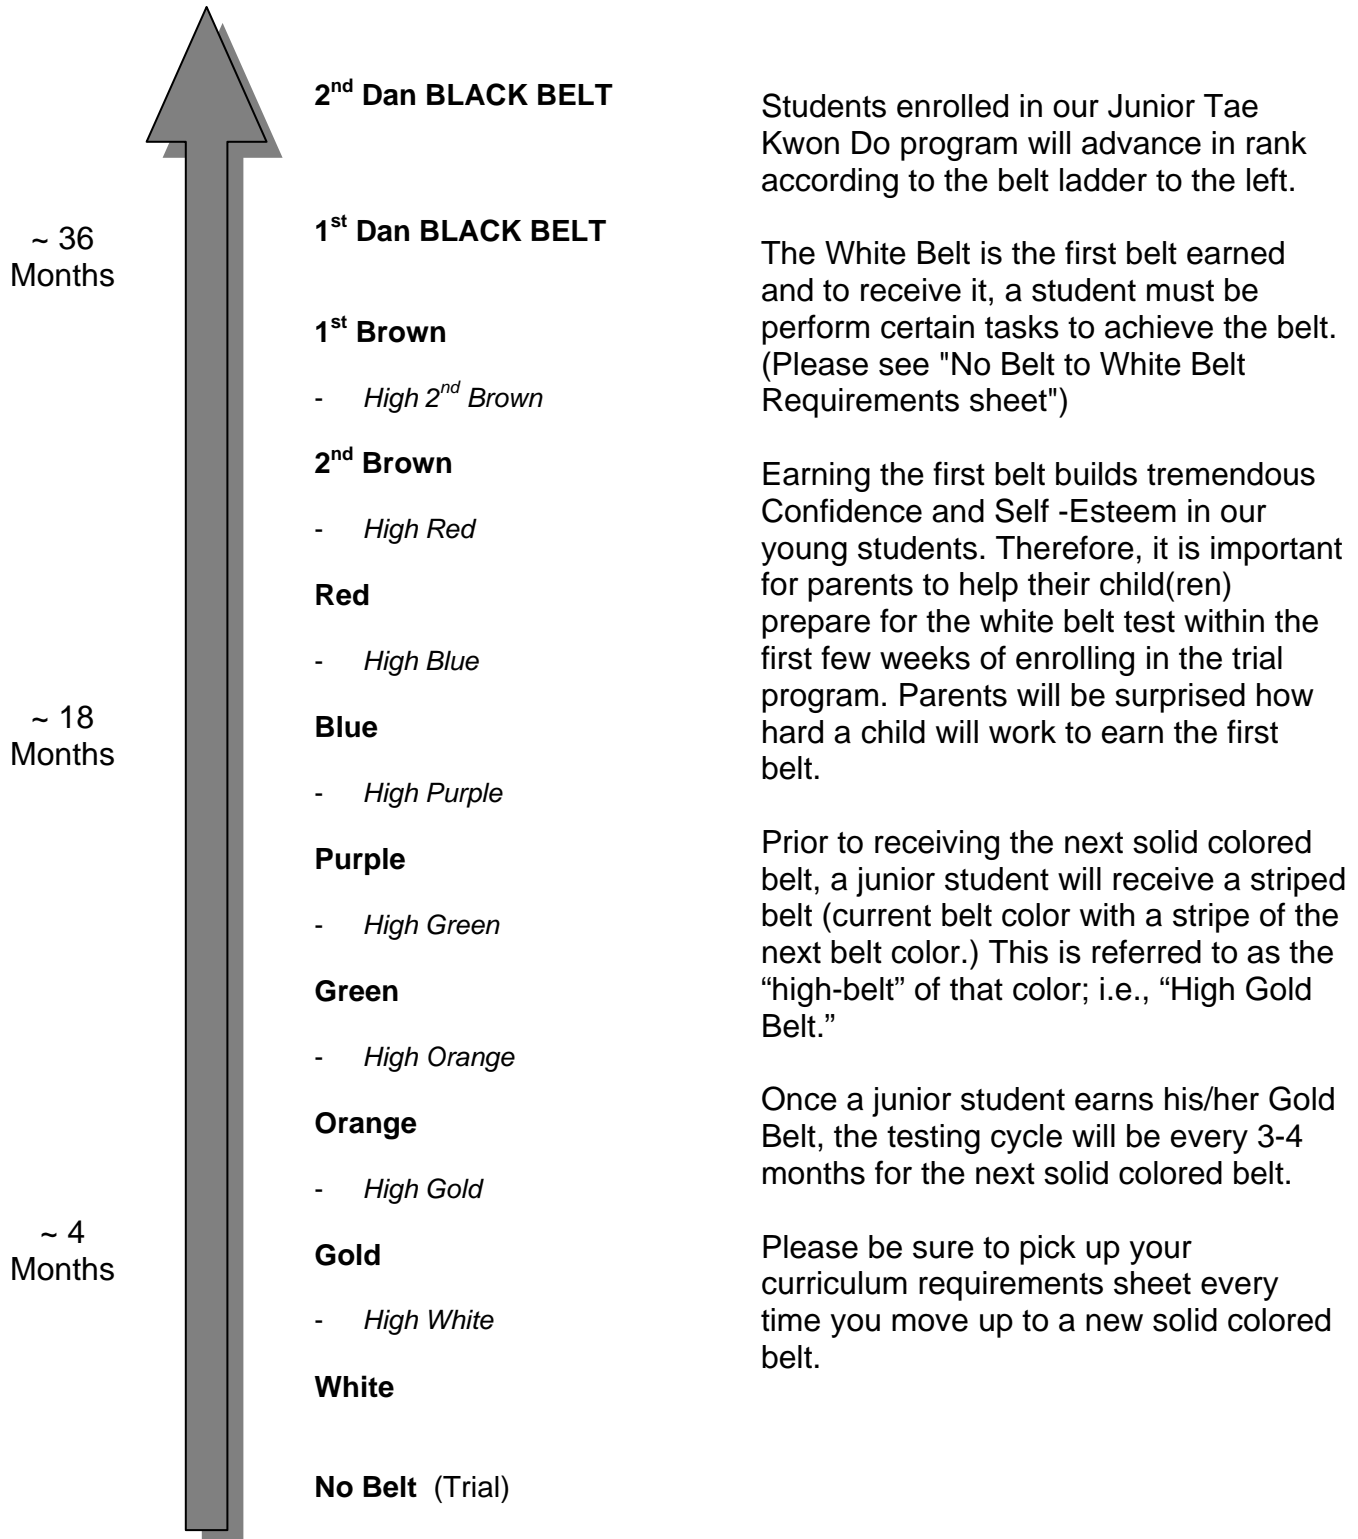 2nd Dan BLACK BELT
1st Dan BLACK BELT
~ 36
Months
1st Brown
- High 2nd Brown
2nd Brown
- High Red
Red
- High Blue
~ 18
Months
Blue
- High Purple
Purple
- High Green
Green
- High Orange
Orange
- High Gold
~ 4
Months
Gold
- High White
White
No Belt (Trial)
Students enrolled in our Junior Tae
Kwon Do program will advance in rank
according to the belt ladder to the left.
The White Belt is the first belt earned
and to receive it, a student must be
perform certain tasks to achieve the belt.
(Please see "No Belt to White Belt
Requirements sheet")
Earning the first belt builds tremendous
Confidence and Self -Esteem in our
young students. Therefore, it is important
for parents to help their child(ren)
prepare for the white belt test within the
first few weeks of enrolling in the trial
program. Parents will be surprised how
hard a child will work to earn the first
belt.
Prior to receiving the next solid colored
belt, a junior student will receive a striped
belt (current belt color with a stripe of the
next belt color.) This is referred to as the
“high-belt” of that color; i.e., “High Gold
Belt.”
Once a junior student earns his/her Gold
Belt, the testing cycle will be every 3-4
months for the next solid colored belt.
Please be sure to pick up your
curriculum requirements sheet every
time you move up to a new solid colored
belt.